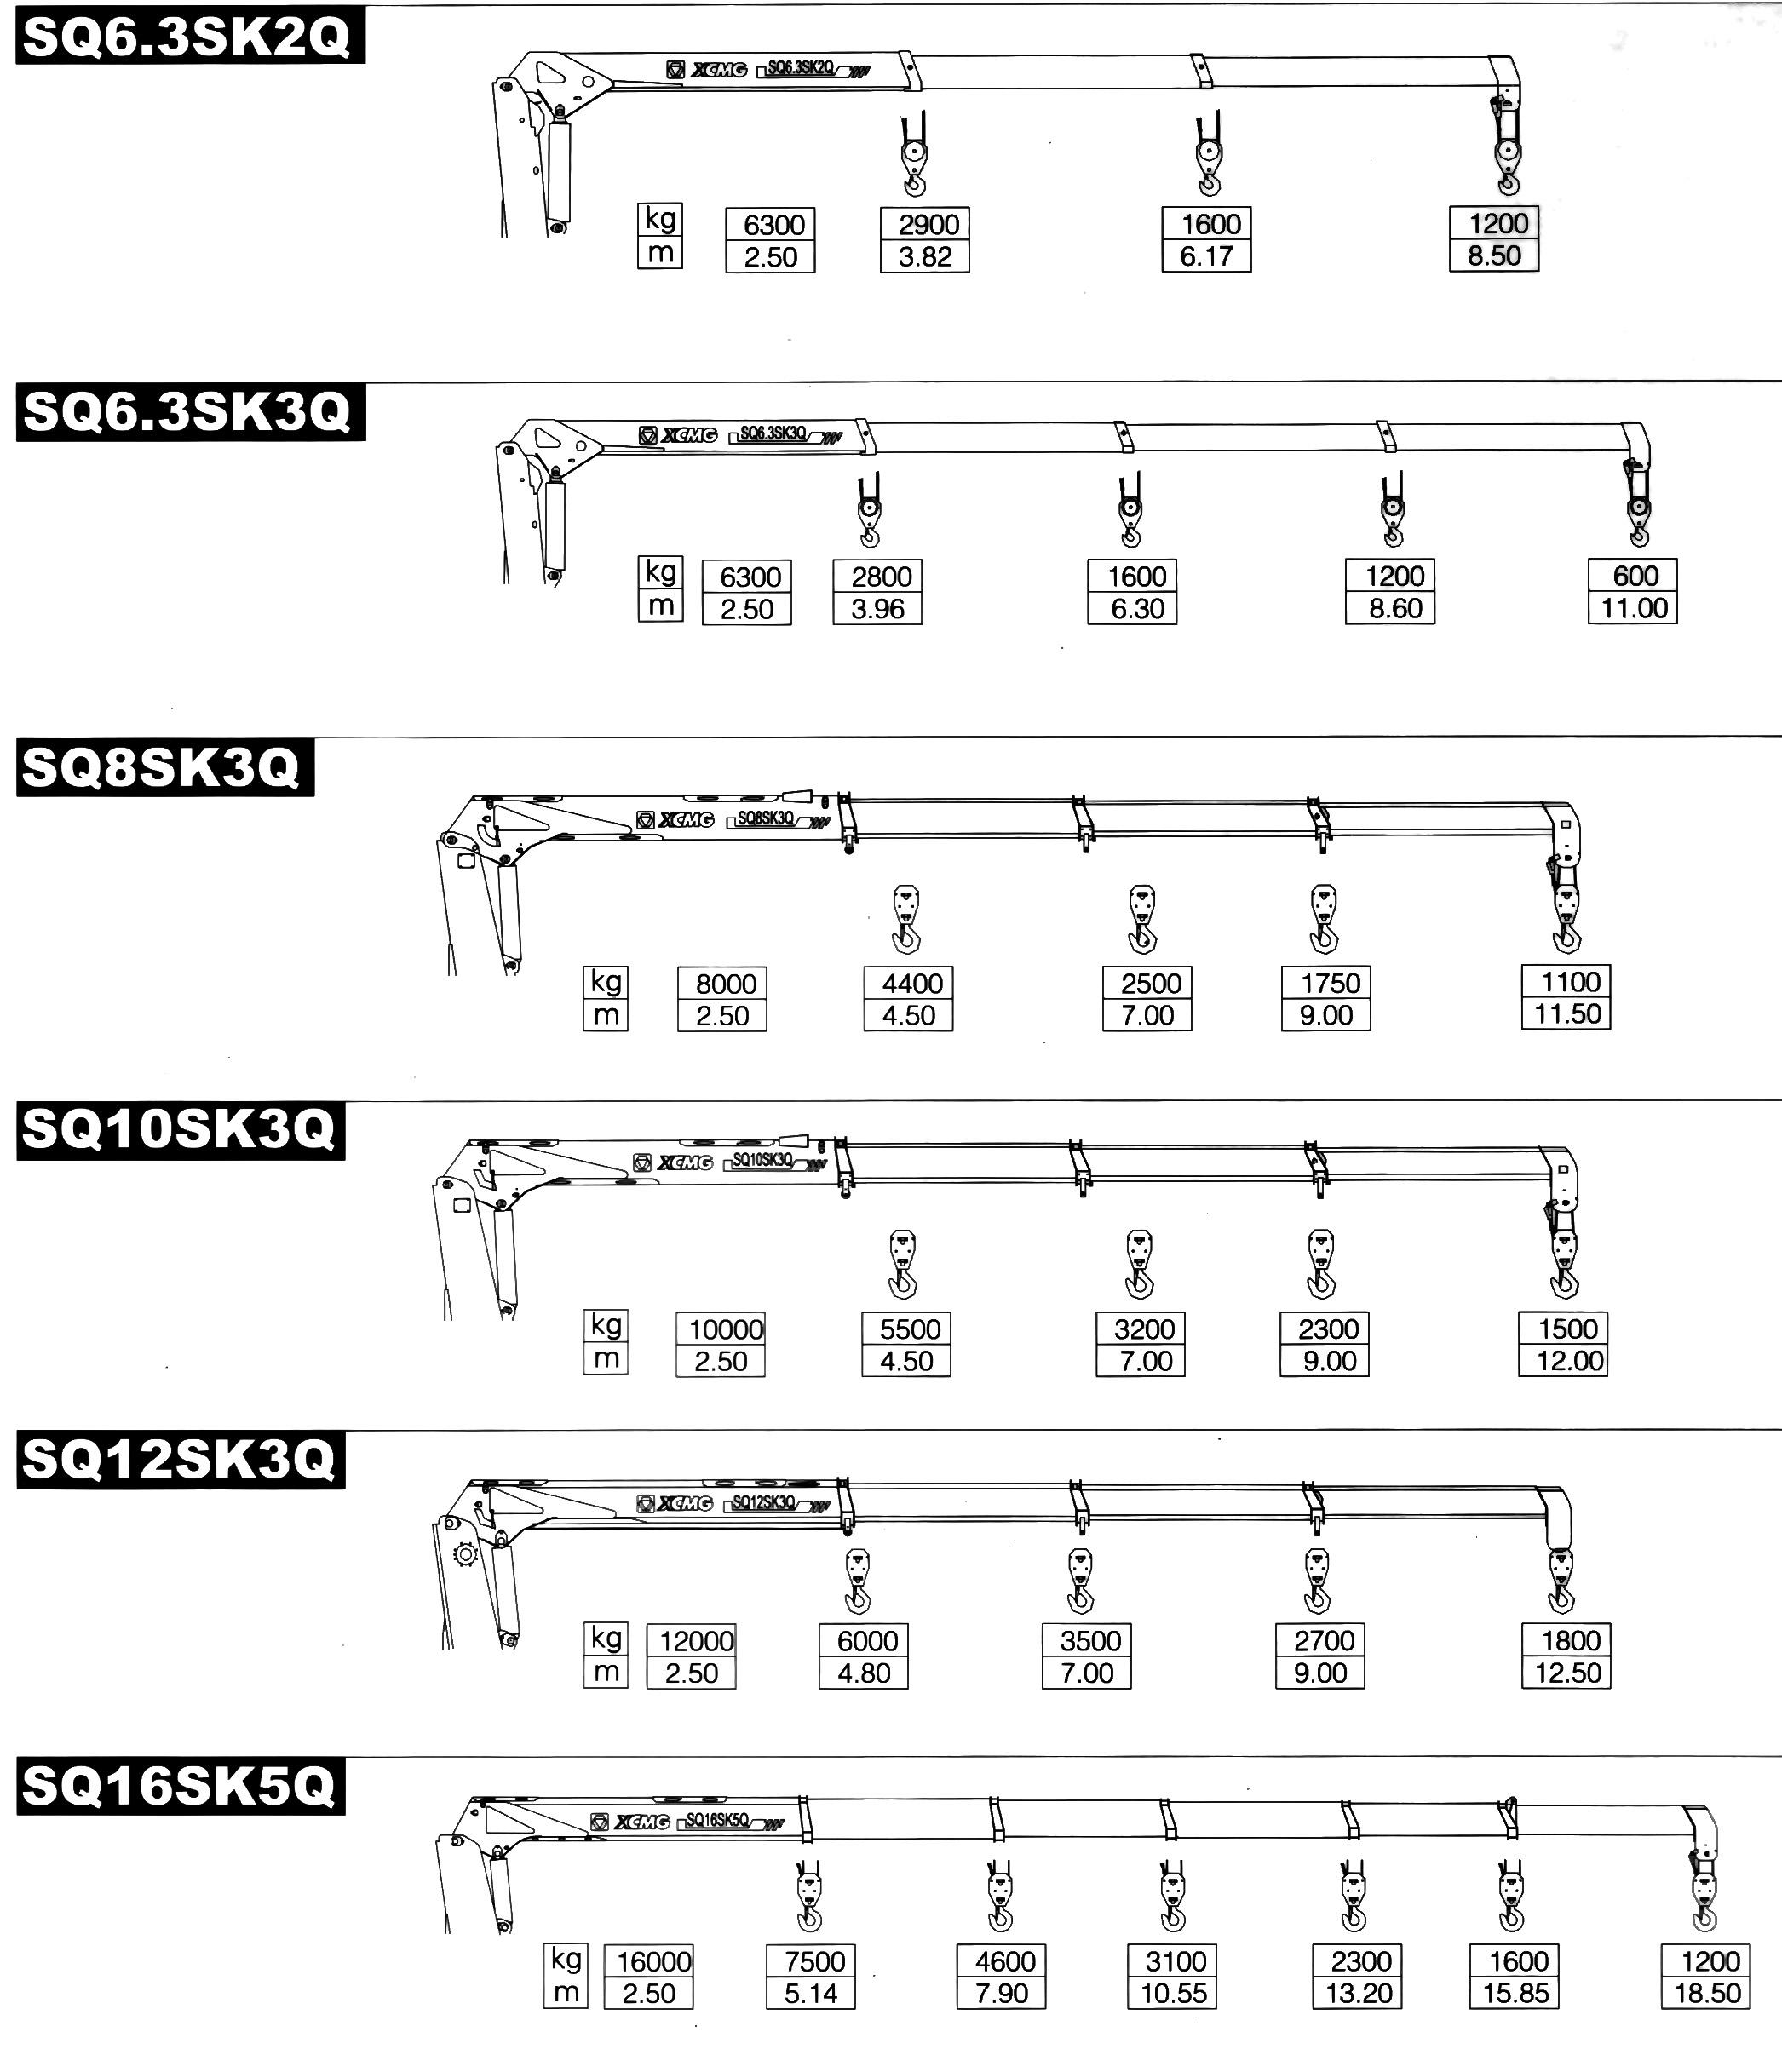 SQ6.3SK2Q
XCMG SQ6.3SK2Q
kg 6300 2900 1600 1200
m 2.50 3.82 6.17 8.50
SQ6.3SK3Q
XCMG SQ6.3SK3Q
kg 6300 2800 1600 1200 600
m 2.50 3.96 6.30 8.60 11.00
SQ8SK3Q
XCMG SQ8SK3Q
kg 8000 4400 2500 1750 1100
m 2.50 4.50 7.00 9.00 11.50
SQ10SK3Q
XCMG SQ10SK3Q
kg 10000 5500 3200 2300 1500
m 2.50 4.50 7.00 9.00 12.00
SQ12SK3Q
XCMG SQ12SK3Q
kg 12000 6000 3500 2700 1800
m 2.50 4.80 7.00 9.00 12.50
SQ16SK5Q
XCMG SQ16SK5Q
kg 16000 7500 4600 3100 2300 1600 1200
m 2.50 5.14 7.90 10.55 13.20 15.85 18.50